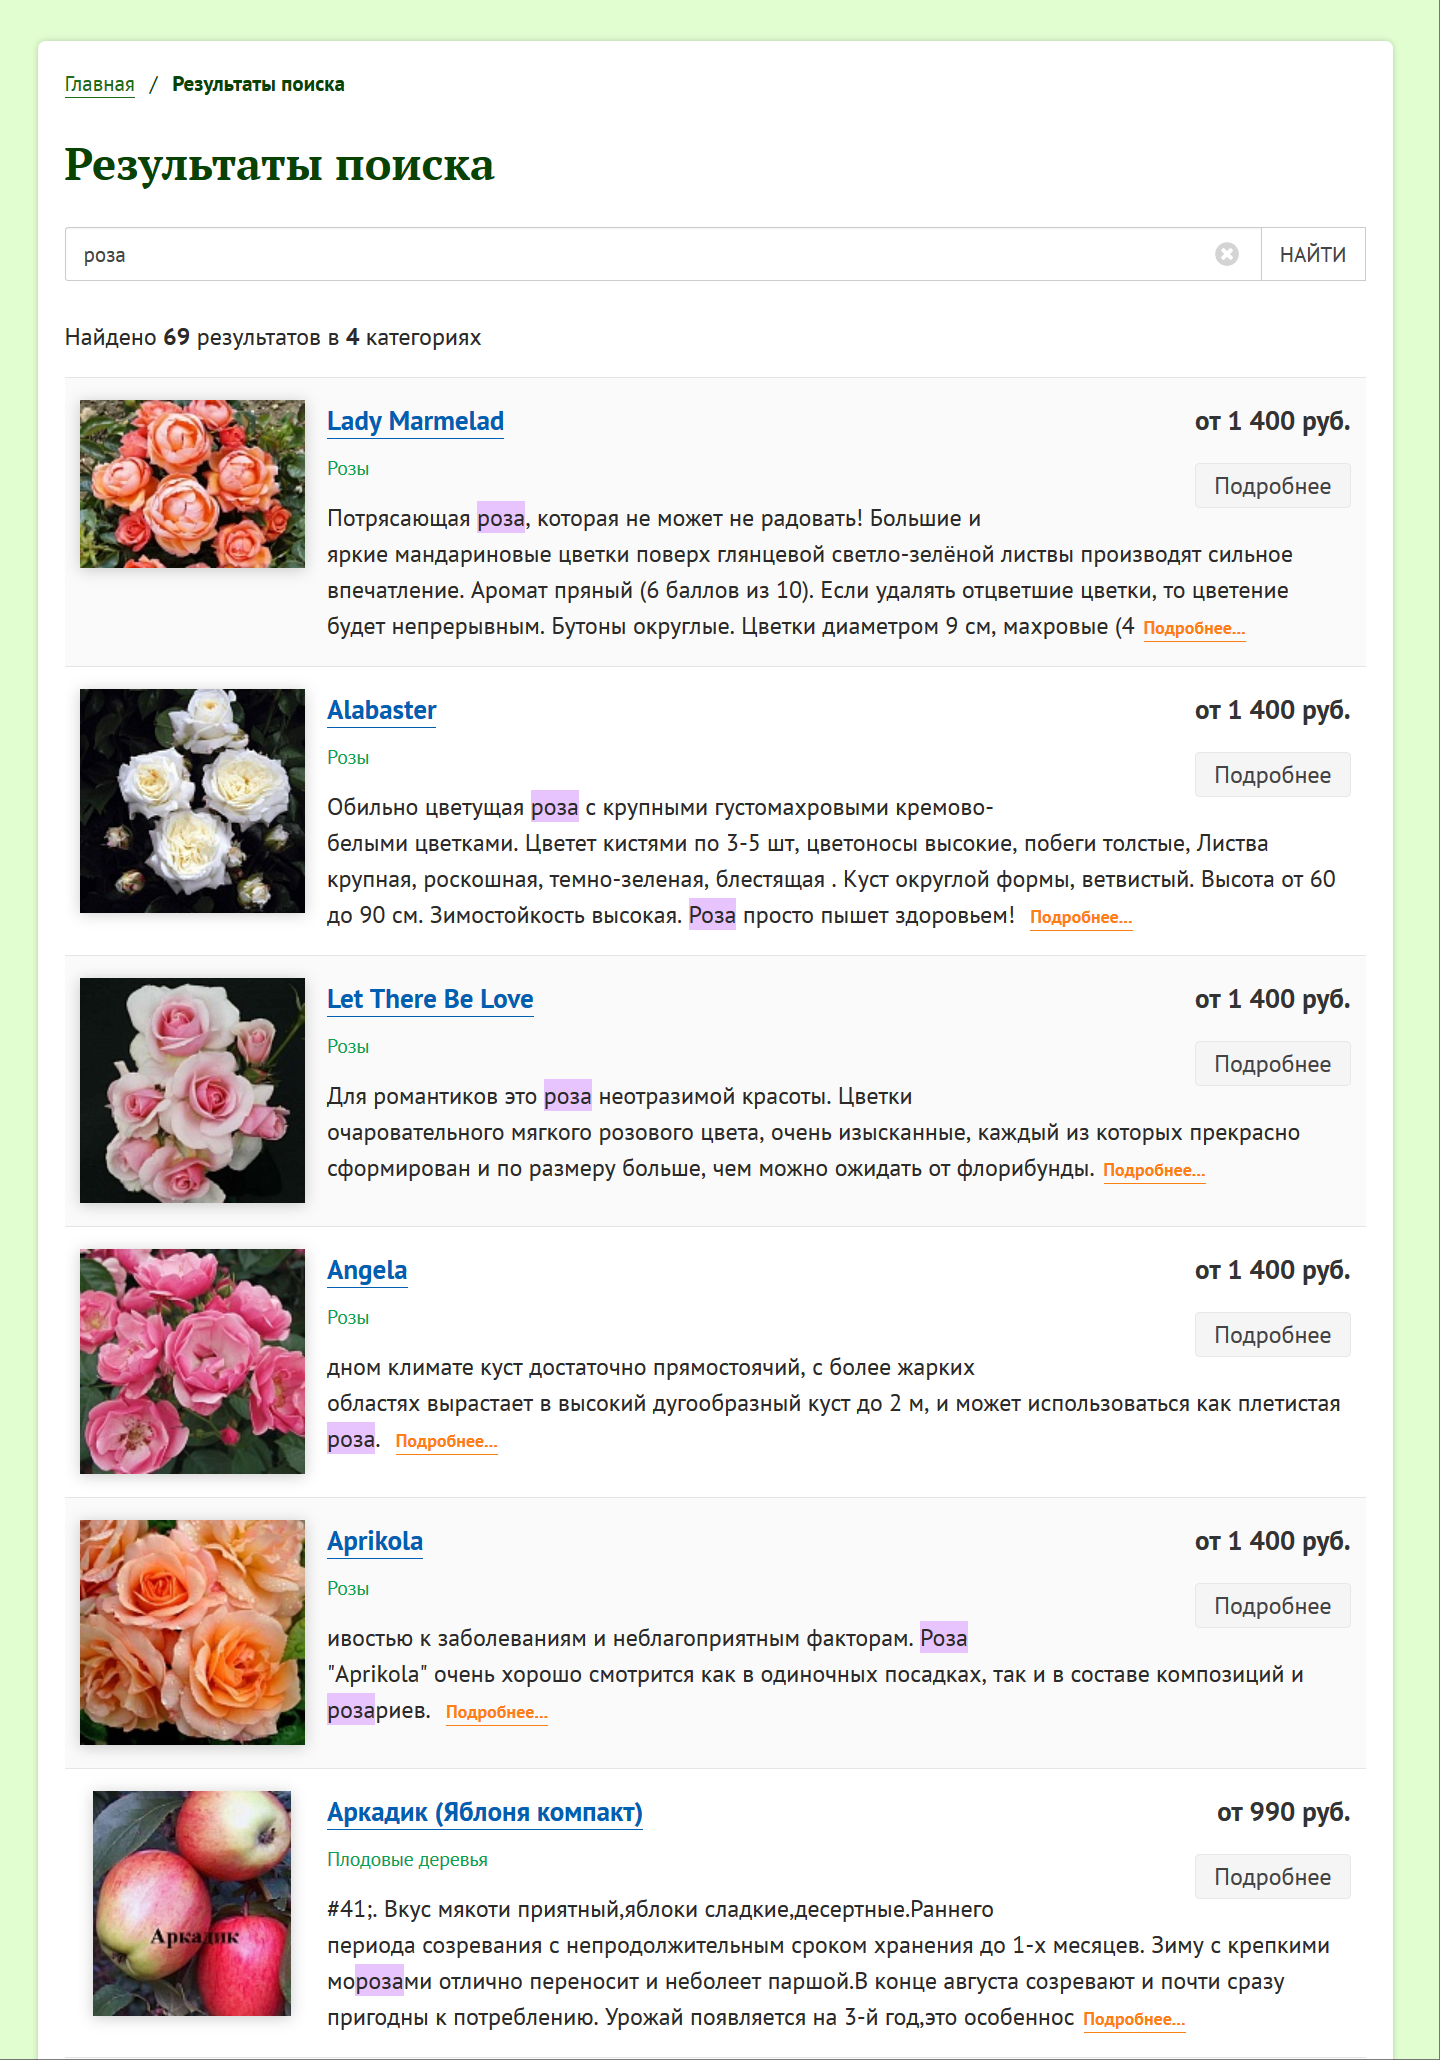 Главная / Результаты поиска
Результаты поиска
роза НАЙТИ
Найдено 69 результатов в 4 категориях
Lady Marmelad от 1 400 руб.
Розы
Подробнее
Потрясающая роза, которая не может не радовать! Большие и
яркие мандариновые цветки поверх глянцевой светло-зелёной листвы производят сильное
впечатление. Аромат пряный (6 баллов из 10). Если удалять отцветшие цветки, то цветение
будет непрерывным. Бутоны округлые. Цветки диаметром 9 см, махровые (4 Подробнее...
Alabaster от 1 400 руб.
Розы
Подробнее
Обильно цветущая роза с крупными густомахровыми кремово-
белыми цветками. Цветет кистями по 3-5 шт, цветоносы высокие, побеги толстые, Листва
крупная, роскошная, темно-зеленая, блестящая . Куст округлой формы, ветвистый. Высота от 60
до 90 см. Зимостойкость высокая. Роза просто пышет здоровьем! Подробнее...
Let There Be Love от 1 400 руб.
Розы
Подробнее
Для романтиков это роза неотразимой красоты. Цветки
очаровательного мягкого розового цвета, очень изысканные, каждый из которых прекрасно
сформирован и по размеру больше, чем можно ожидать от флорибунды. Подробнее...
Angela от 1 400 руб.
Розы
Подробнее
дном климате куст достаточно прямостоячий, с более жарких
областях вырастает в высокий дугообразный куст до 2 м, и может использоваться как плетистая
роза. Подробнее...
Aprikola от 1 400 руб.
Розы
Подробнее
ивостью к заболеваниям и неблагоприятным факторам. Роза
"Aprikola" очень хорошо смотрится как в одиночных посадках, так и в составе композиций и
розариев. Подробнее...
Аркадик
Аркадик (Яблоня компакт) от 990 руб.
Плодовые деревья
Подробнее
#41;. Вкус мякоти приятный,яблоки сладкие,десертные.Раннего
периода созревания с непродолжительным сроком хранения до 1-х месяцев. Зиму с крепкими
морозами отлично переносит и неболеет паршой.В конце августа созревают и почти сразу
пригодны к потреблению. Урожай появляется на 3-й год,это особеннос Подробнее...